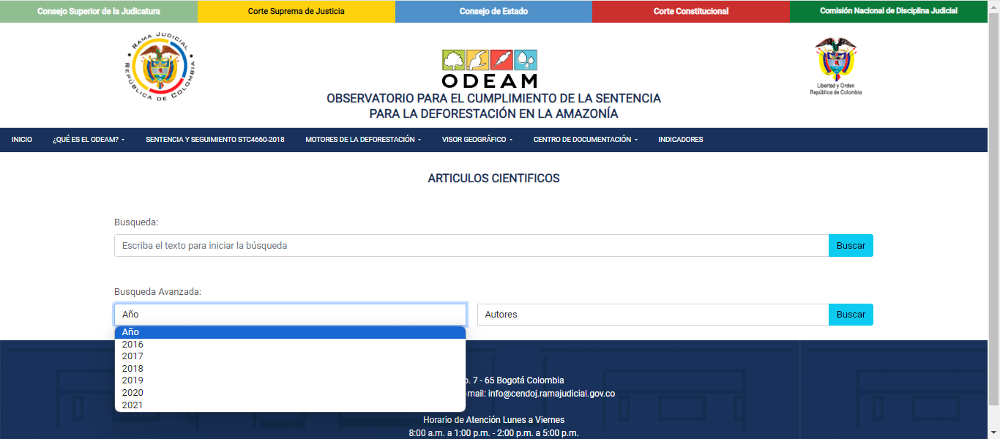 Consejo Superior de la Judicatura
Corte Suprema de Justicia
Consejo de Estado
Corte Constitucional
Comisión Nacional de Disciplina Judicial
RAMA JUDICIAL
REPÚBLICA DE COLOMBIA
ODEAM
OBSERVATORIO PARA EL CUMPLIMIENTO DE LA SENTENCIA
PARA LA DEFORESTACIÓN EN LA AMAZONÍA
Libertad y Orden
República de Colombia
INICIO
¿QUÉ ES EL ODEAM?
SENTENCIA Y SEGUIMIENTO STC4660-2018
MOTORES DE LA DEFORESTACIÓN
VISOR GEOGRÁFICO
CENTRO DE DOCUMENTACIÓN
INDICADORES
ARTICULOS CIENTIFICOS
Busqueda:
Escriba el texto para iniciar la búsqueda
Buscar
Busqueda Avanzada:
Año
Autores
Buscar
Año
2016
2017
2018
2019
2020
2021
o. 7 - 65 Bogotá Colombia
-mail: info@cendoj.ramajudicial.gov.co
Horario de Atención Lunes a Viernes
8:00 a.m. a 1:00 p.m. - 2:00 p.m. a 5:00 p.m.